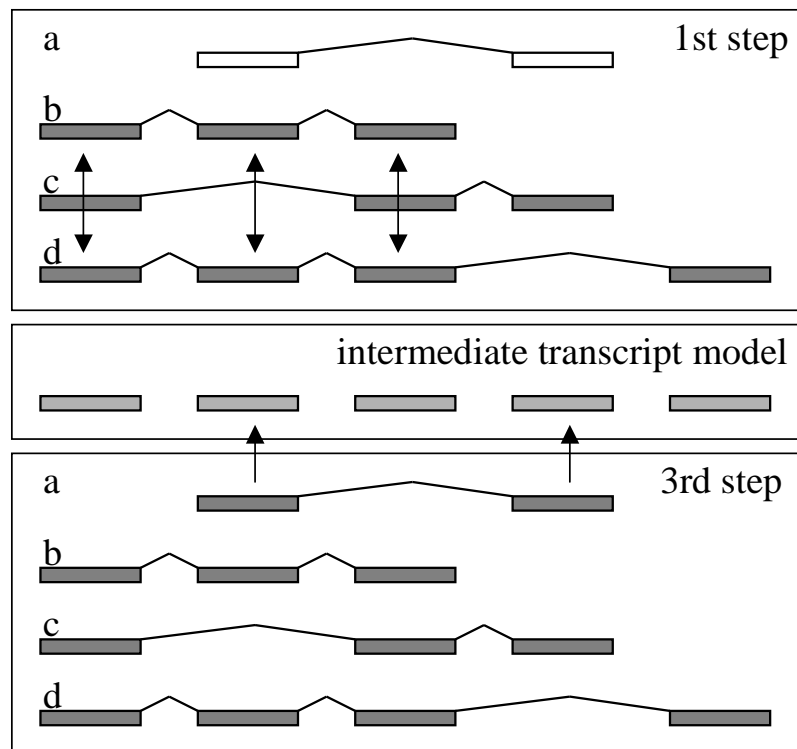 a
1st step
b
c
d
intermediate transcript model
a
3rd step
b
c
d